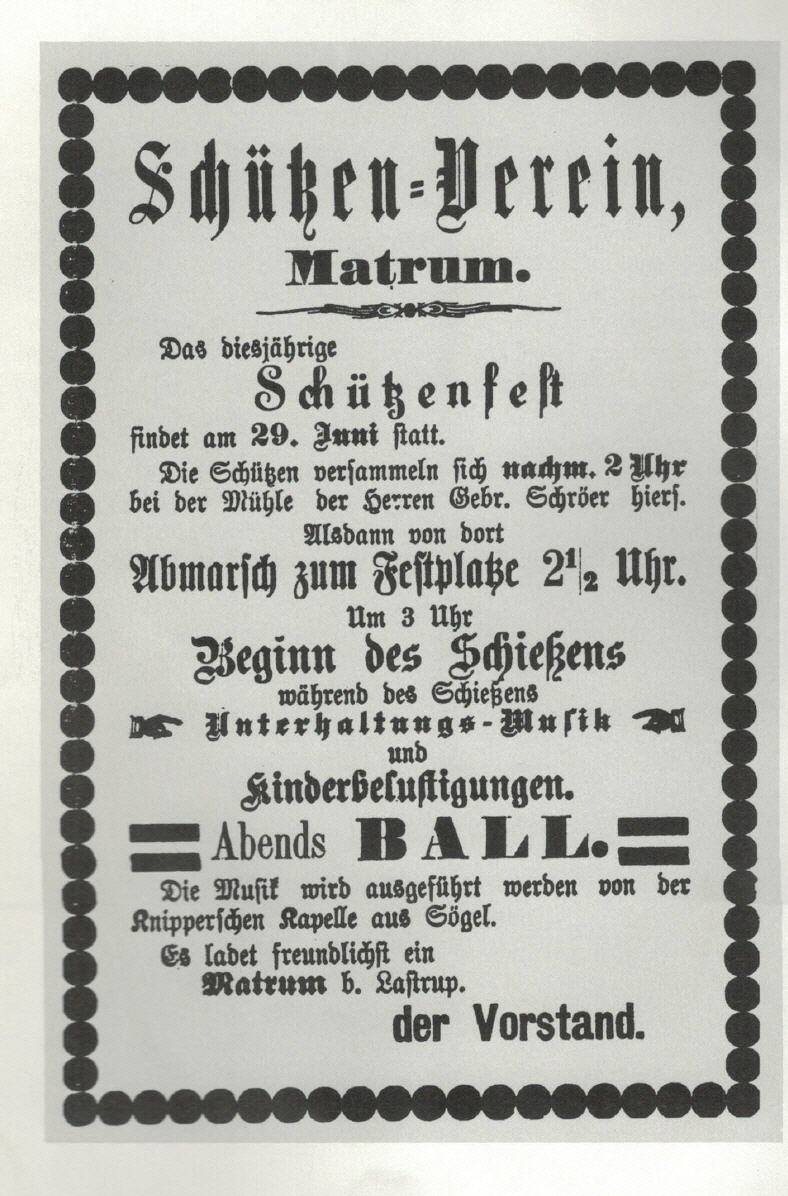 Schützen-Verein,
Matrum.
Das diesjährige
Schützenfest
findet am 29. Juni statt.
Die Schützen versammeln sich nachm. 2 Uhr
bei der Mühle der Herren Gebr. Schröer hiers.
Alsdann von dort
Abmarsch zum Festplatze 2 1/2 Uhr.
Um 3 Uhr
Beginn des Schießens
während des Schießens
Unterhaltungs-Musik
und
Kinderbelustigungen.
Abends BALL.
Die Musik wird ausgeführt werden von der
Knipperschen Kapelle aus Sögel.
Es ladet freundlichst ein
Matrum b. Lastrup.
der Vorstand.